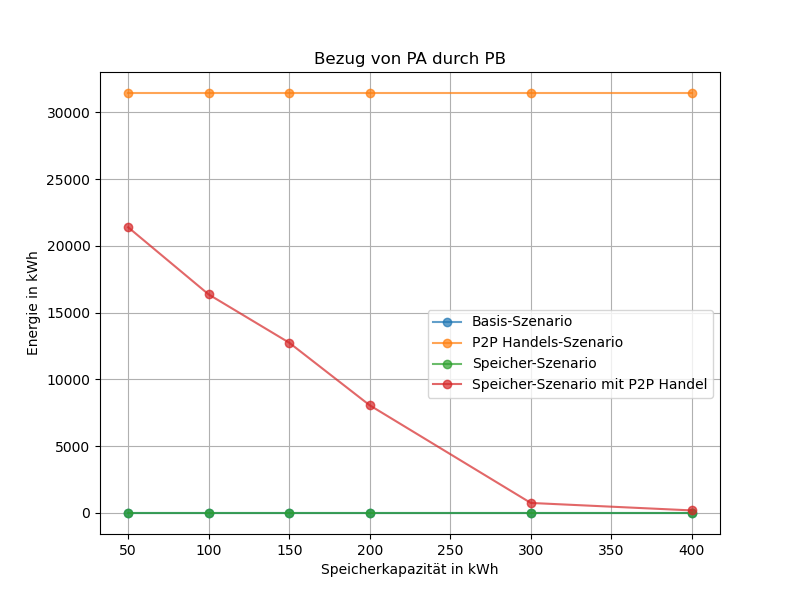 Bezug von PA durch PB
Energie in kWh
30000
25000
20000
15000
10000
5000
0
Basis-Szenario
P2P Handels-Szenario
Speicher-Szenario
Speicher-Szenario mit P2P Handel
50 100 150 200 250 300 350 400
Speicherkapazität in kWh